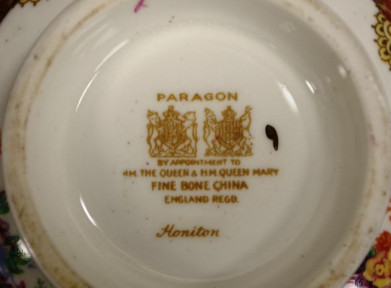 PARAGON
BY APPOINTMENT TO
H.M. THE QUEEN & H.M. QUEEN MARY
FINE BONE CHINA
ENGLAND REGD.
Honiton